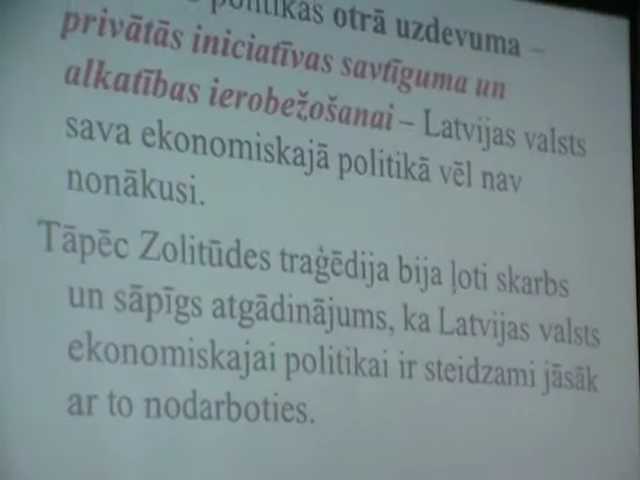 politikas otrā uzdevuma –
privātās iniciatīvas savtīguma un
alkatības ierobežošanai – Latvijas valsts
sava ekonomiskajā politikā vēl nav
nonākusi.
Tāpēc Zolitūdes traģēdija bija ļoti skarbs
un sāpīgs atgādinājums, ka Latvijas valsts
ekonomiskajai politikai ir steidzami jāsāk
ar to nodarboties.